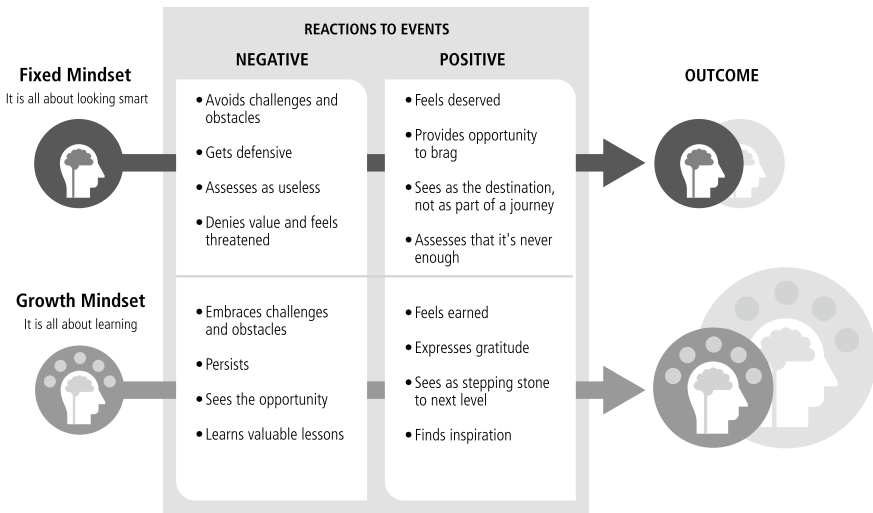 REACTIONS TO EVENTS
NEGATIVE
POSITIVE
OUTCOME
Fixed Mindset
It is all about looking smart
• Avoids challenges and
obstacles
• Gets defensive
• Assesses as useless
• Denies value and feels
threatened
• Feels deserved
• Provides opportunity
to brag
• Sees as the destination,
not as part of a journey
• Assesses that it's never
enough
Growth Mindset
It is all about learning
• Embraces challenges
and obstacles
• Persists
• Sees the opportunity
• Learns valuable lessons
• Feels earned
• Expresses gratitude
• Sees as stepping stone
to next level
• Finds inspiration